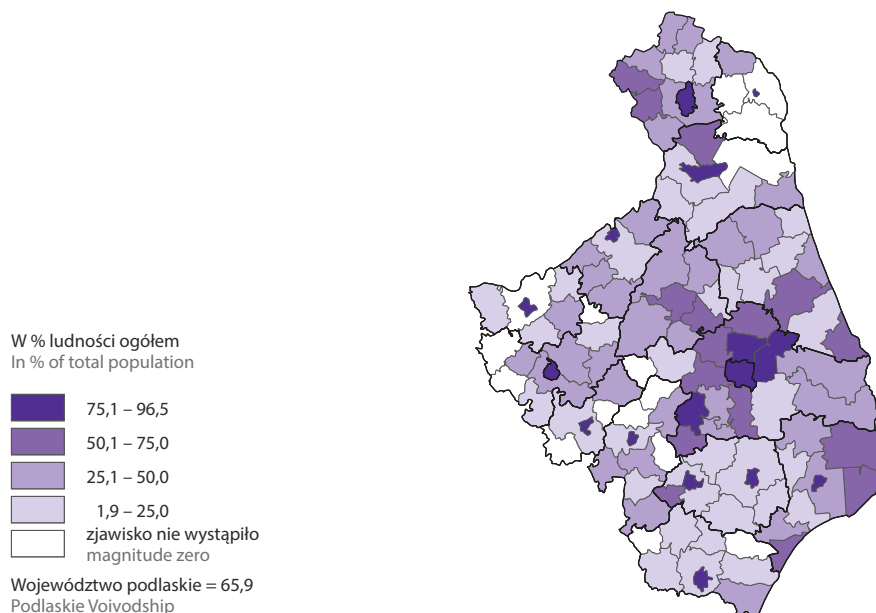 W % ludności ogółem
In % of total population
75,1 – 96,5
50,1 – 75,0
25,1 – 50,0
1,9 – 25,0
zjawisko nie wystąpiło
magnitude zero
Województwo podlaskie = 65,9
Podlaskie Voivodship